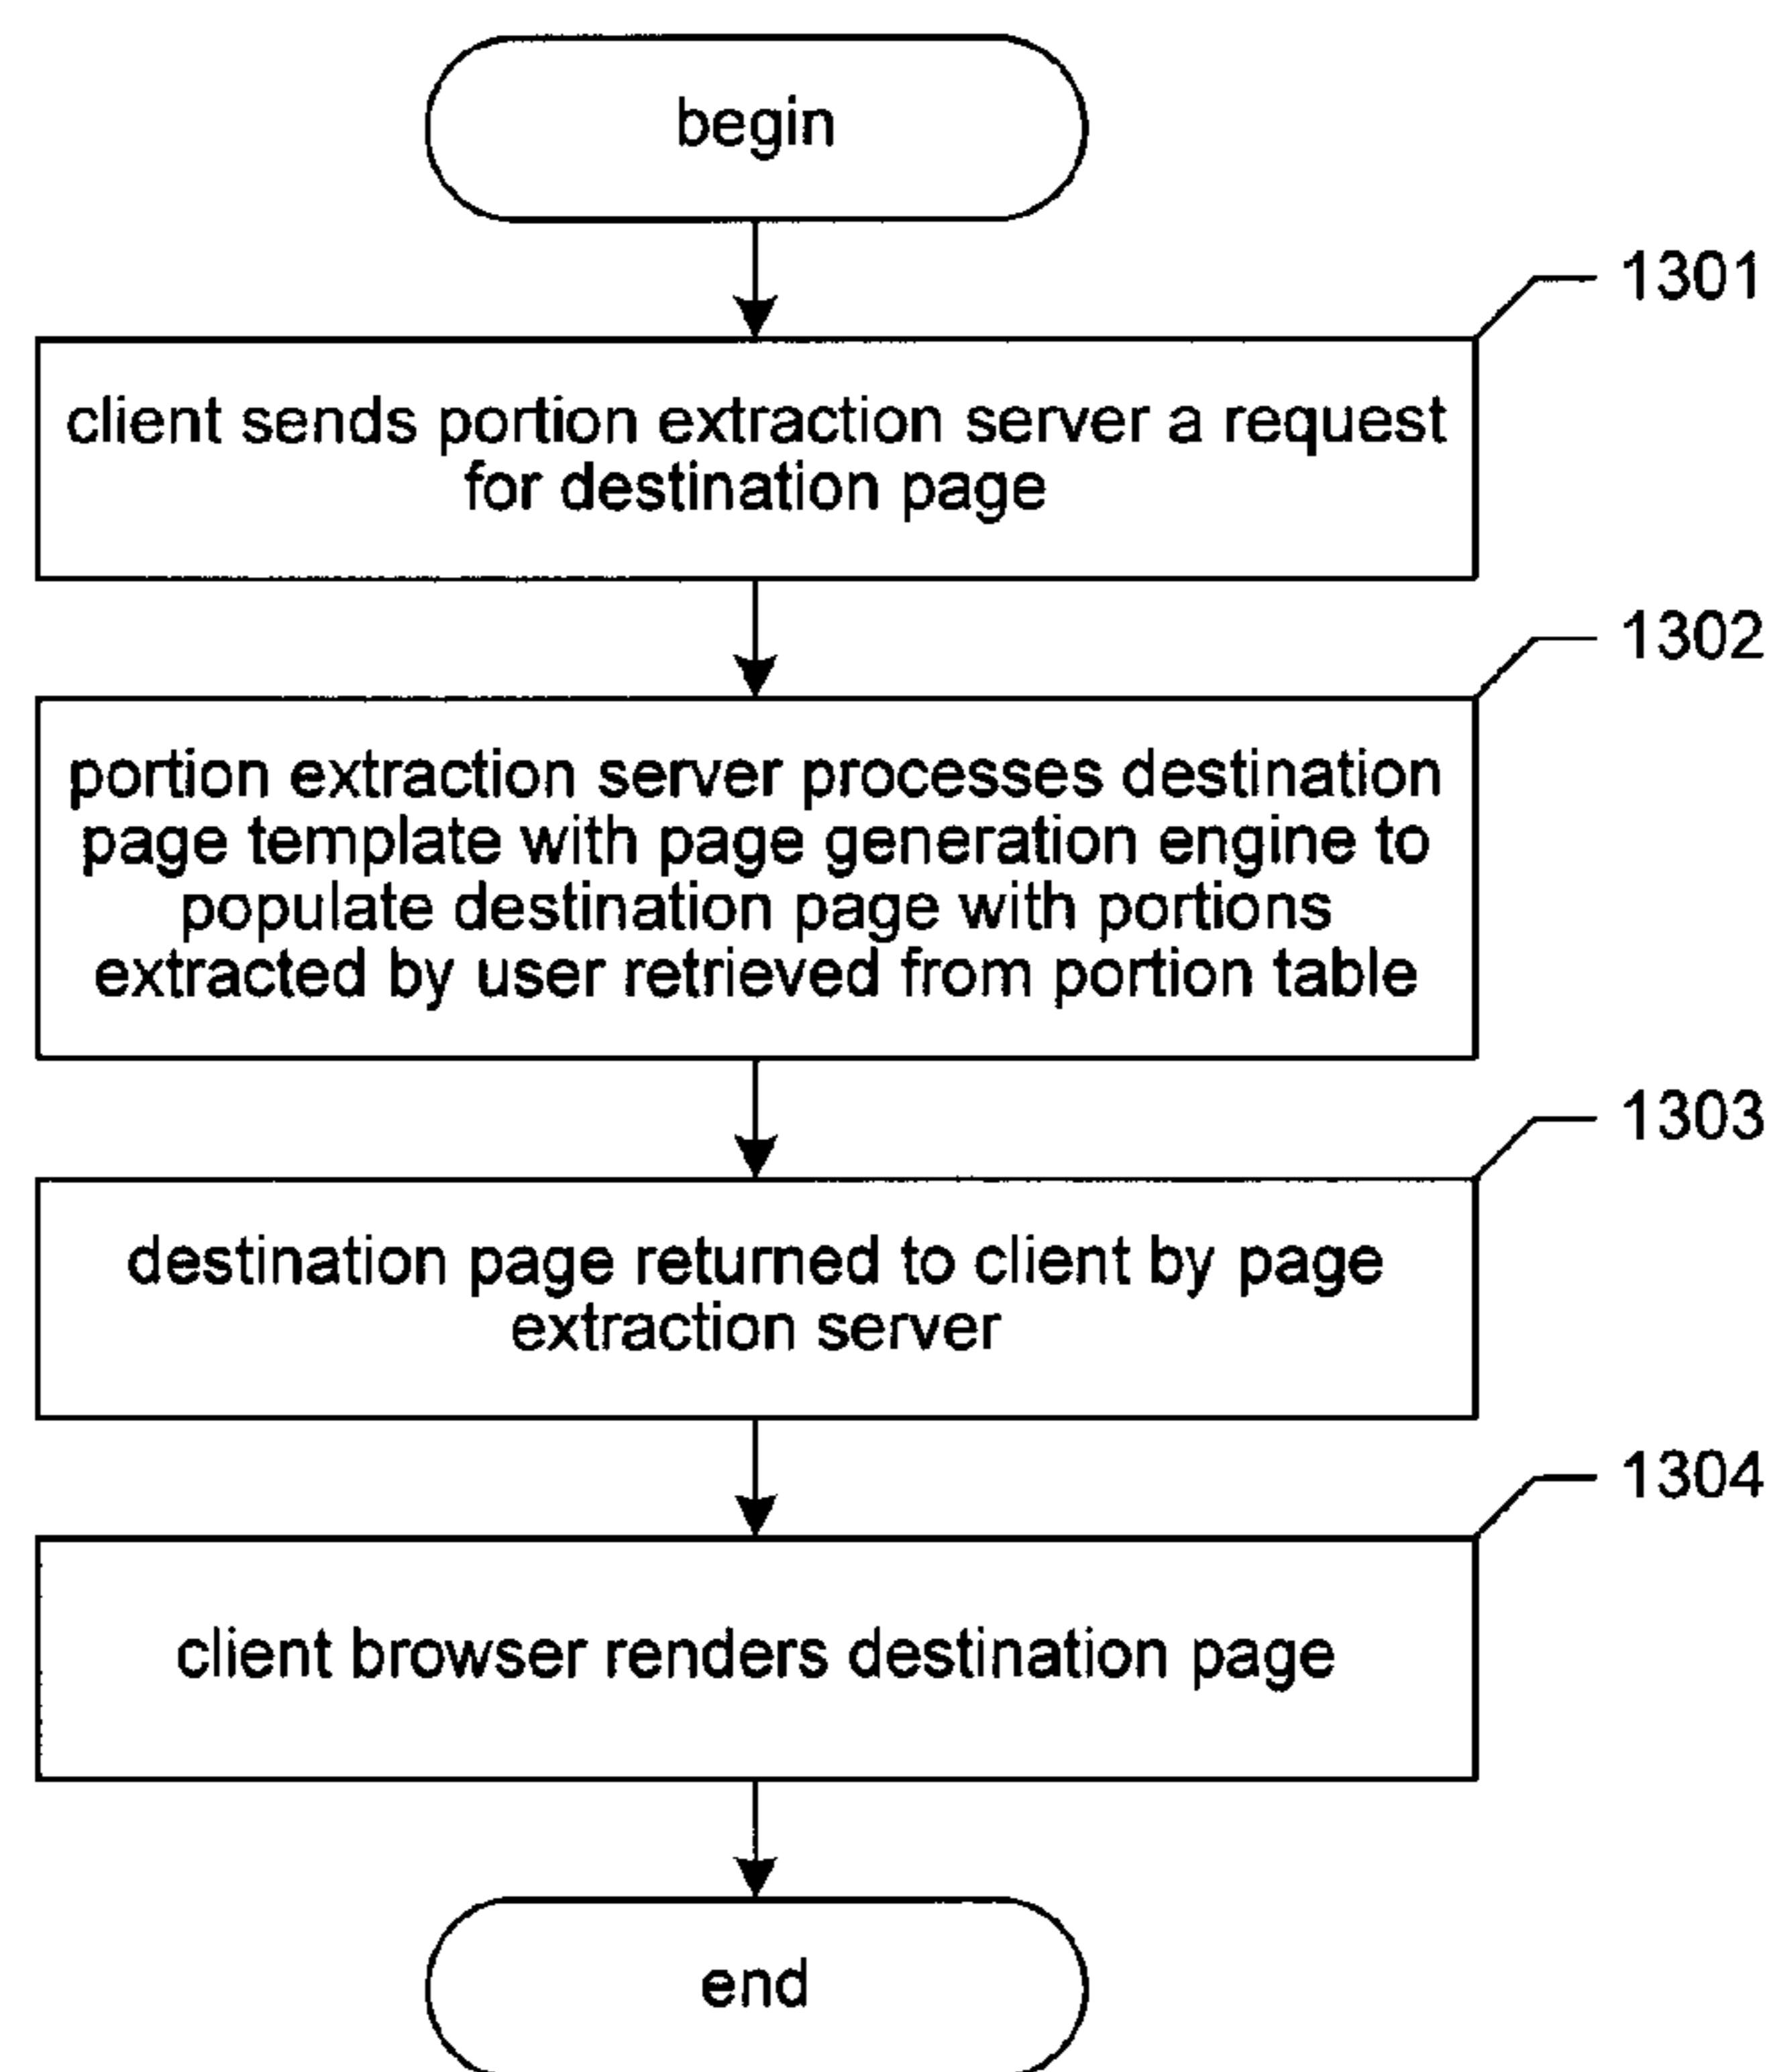 begin
1301
client sends portion extraction server a request
for destination page
1302
portion extraction server processes destination
page template with page generation engine to
populate destination page with portions
extracted by user retrieved from portion table
1303
destination page returned to client by page
extraction server
1304
client browser renders destination page
end